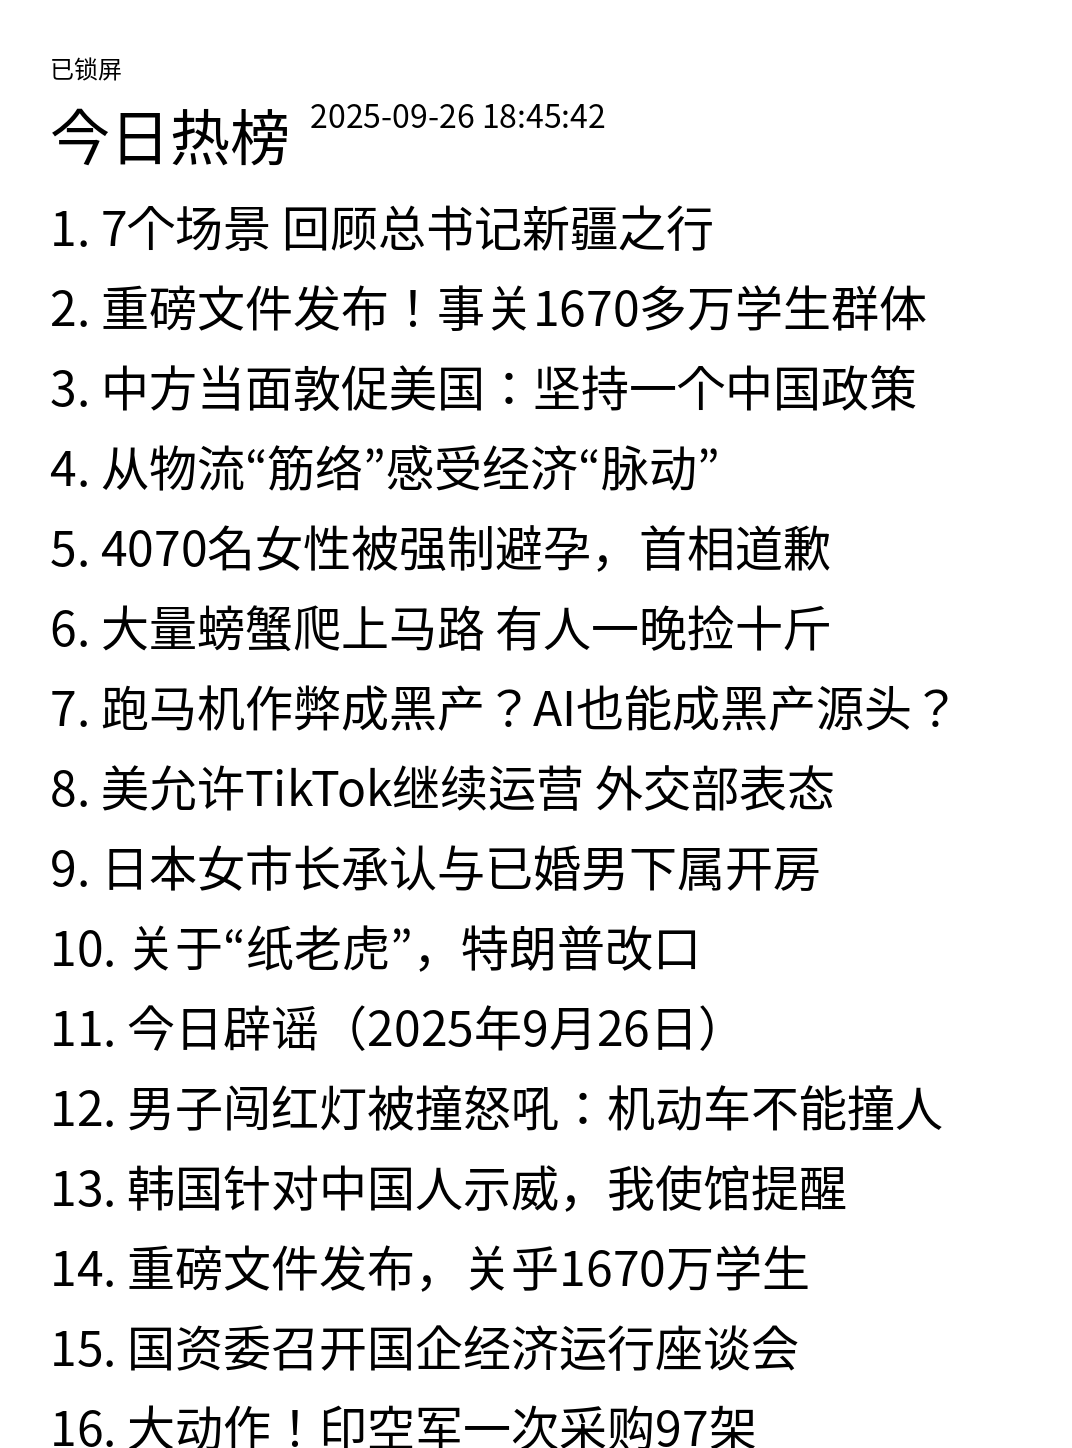 已锁屏
今日热榜 2025-09-26 18:45:42
1. 7个场景 回顾总书记新疆之行
2. 重磅文件发布！事关1670多万学生群体
3. 中方当面敦促美国：坚持一个中国政策
4. 从物流“筋络”感受经济“脉动”
5. 4070名女性被强制避孕，首相道歉
6. 大量螃蟹爬上马路 有人一晚捡十斤
7. 跑马机作弊成黑产？AI也能成黑产源头？
8. 美允许TikTok继续运营 外交部表态
9. 日本女市长承认与已婚男下属开房
10. 关于“纸老虎”，特朗普改口
11. 今日辟谣（2025年9月26日）
12. 男子闯红灯被撞怒吼：机动车不能撞人
13. 韩国针对中国人示威，我使馆提醒
14. 重磅文件发布，关乎1670万学生
15. 国资委召开国企经济运行座谈会
16. 大动作！印空军一次采购97架